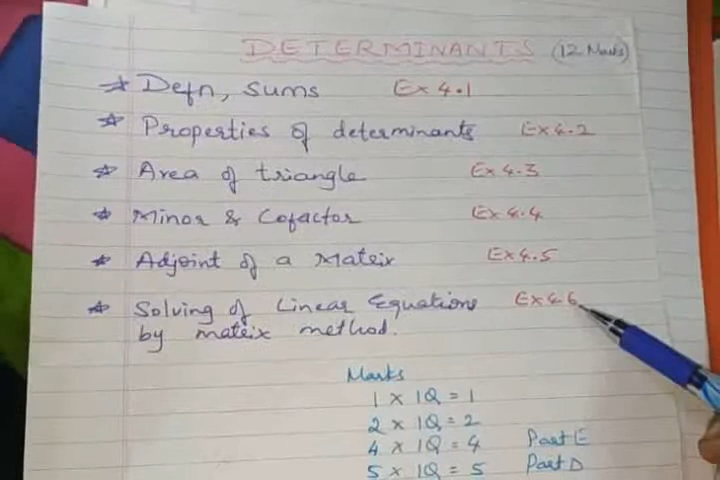 DETERMINANTS (12 Marks)
* Defn, sums Ex 4.1
* Properties of determinants Ex 4.2
* Area of triangle Ex 4.3
* Minor & Cofactor Ex 4.4
* Adjoint of a Matrix Ex 4.5
* Solving of Linear Equations Ex 4.6
by matrix method.
Marks
1 x 1Q = 1
2 x 1Q = 2
4 x 1Q = 4 Part E
5 x 1Q = 5 Part D